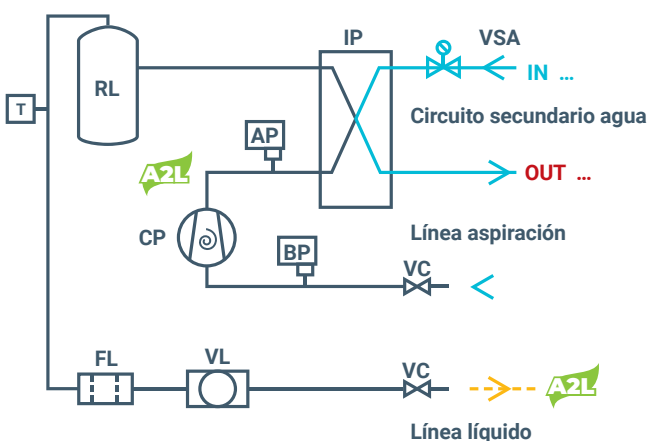 IP
VSA
RL
IN ...
T
Circuito secundario agua
AP
A2L
OUT ...
CP
Línea aspiración
BP
VC
FL
VL
VC
A2L
Línea líquido